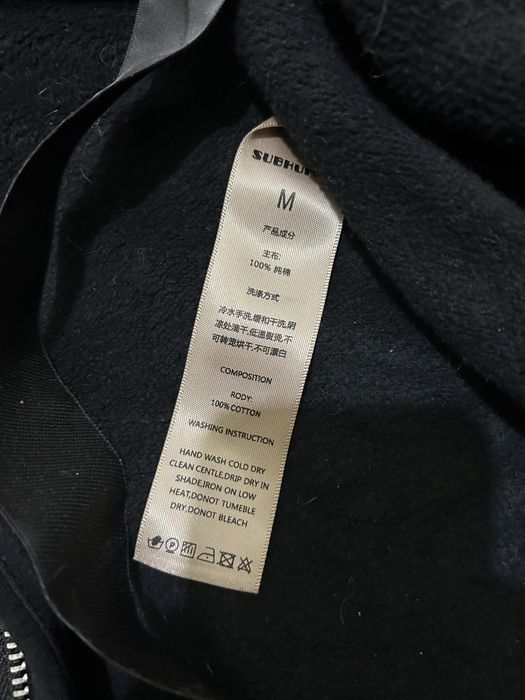 M
产品成分
主布:
100% 纯棉
洗涤方式
冷水手洗,缓和干洗,阴
凉处滴干,低温熨烫,不
可转笼烘干,不可漂白
COMPOSITION
RODY:
100% COTTON
WASHING INSTRUCTION
HAND WASH COLD DRY
CLEAN CENTLE,DRIP DRY IN
SHADE,IRON ON LOW
HEAT,DONOT TUMEBLE
DRY,DONOT BLEACH
P